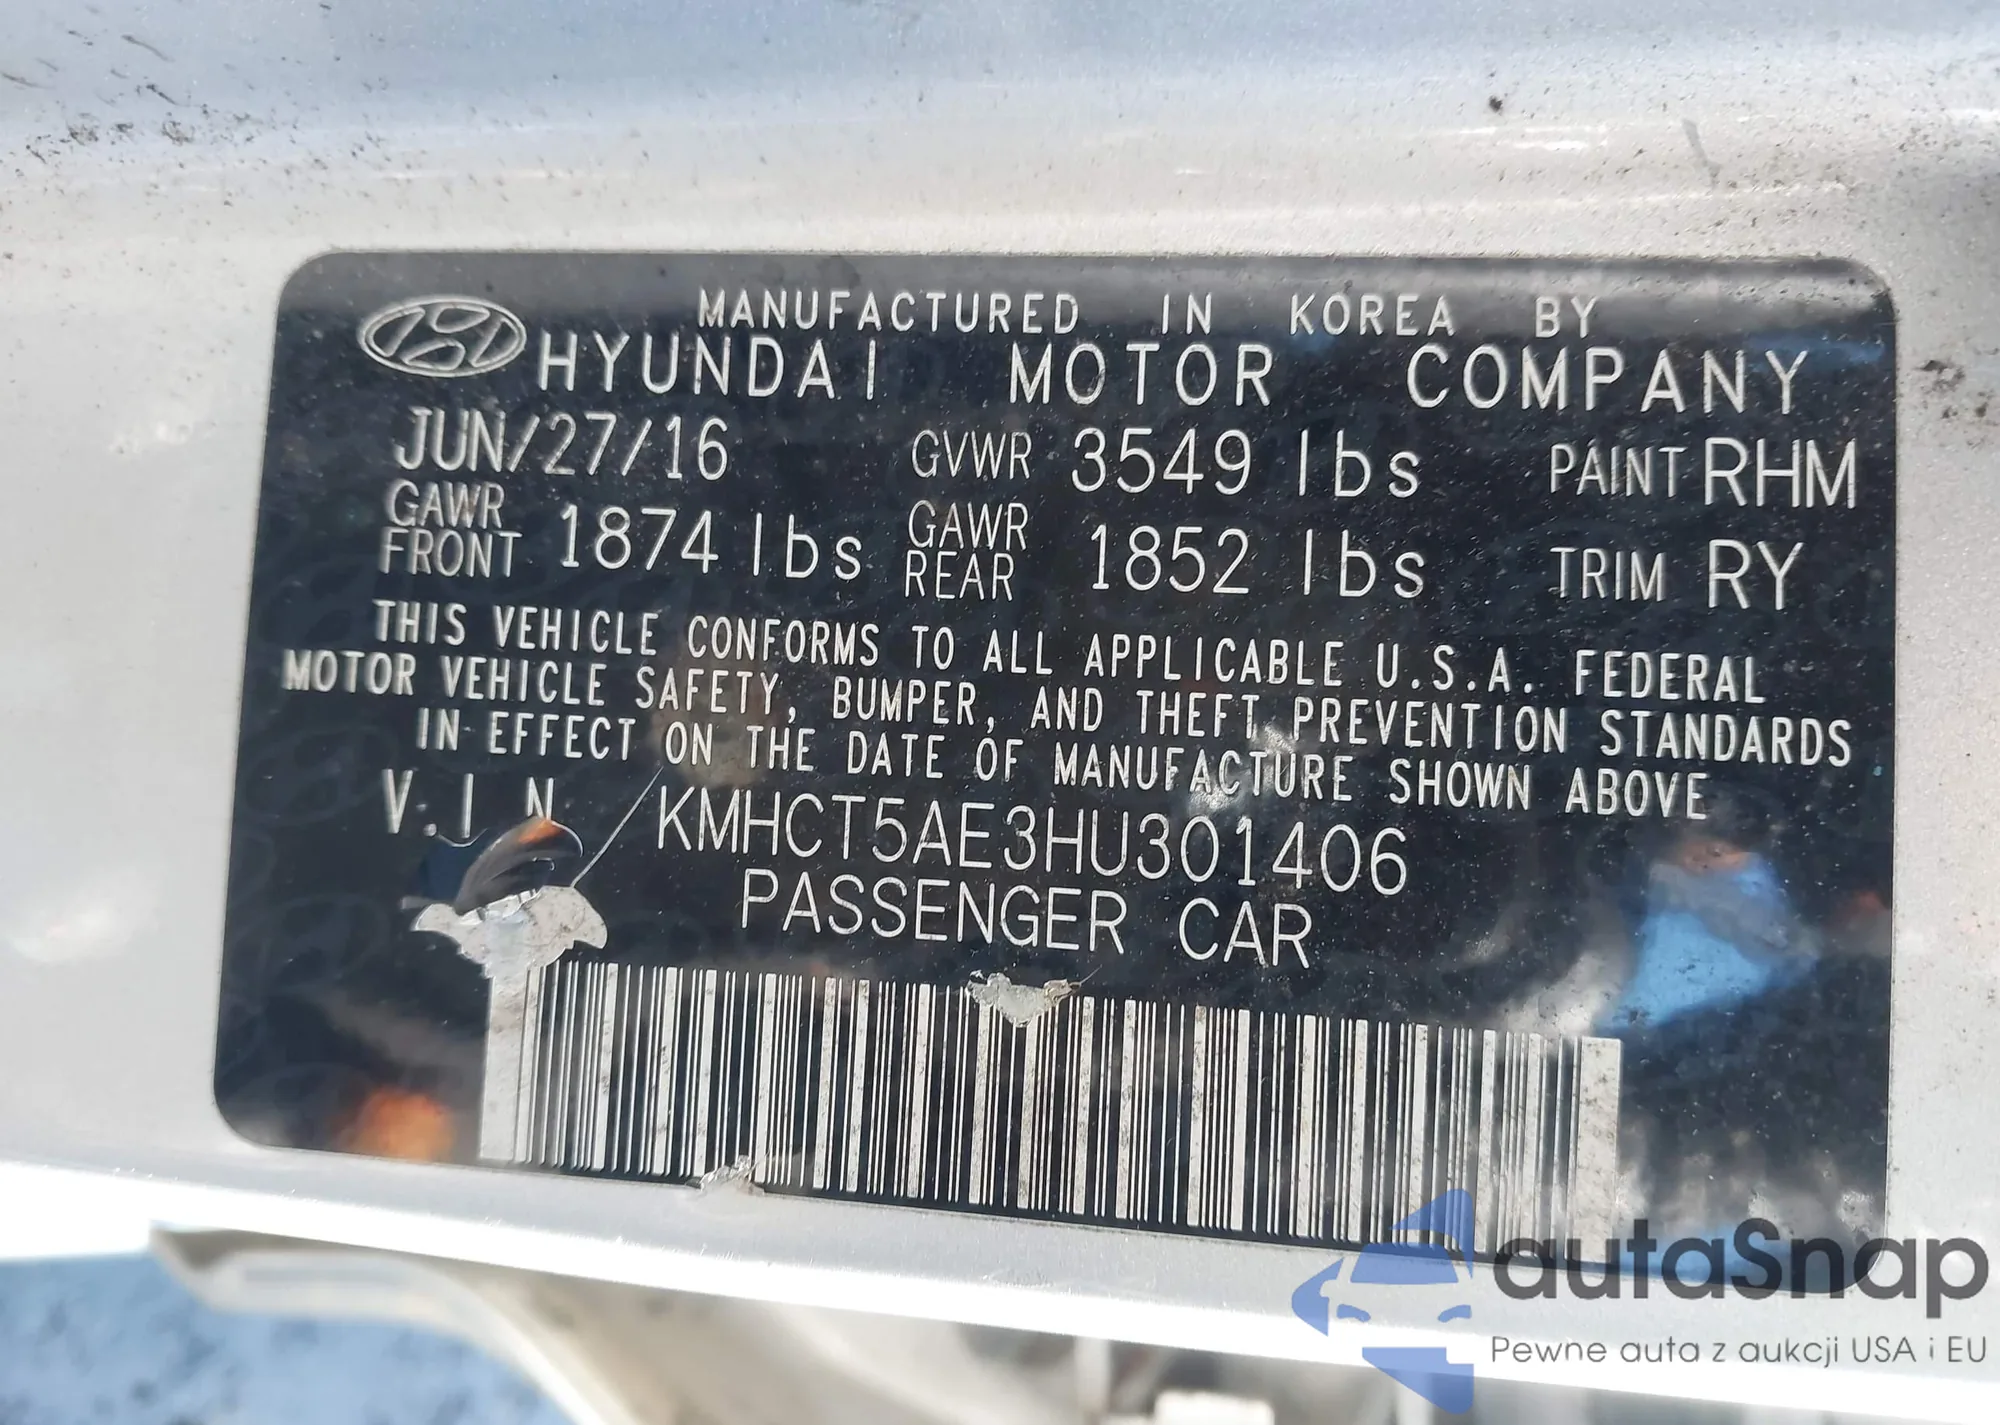 MANUFACTURED IN KOREA BY
HYUNDAI MOTOR COMPANY
JUN/27/16 GVWR 3549 lbs PAINT RHM
GAWR FRONT 1874 lbs GAWR REAR 1852 lbs TRIM RY
THIS VEHICLE CONFORMS TO ALL APPLICABLE U.S.A. FEDERAL
MOTOR VEHICLE SAFETY, BUMPER, AND THEFT PREVENTION STANDARDS
IN EFFECT ON THE DATE OF MANUFACTURE SHOWN ABOVE
V.I N KMHCT5AE3HU301406
PASSENGER CAR
autaSnap
Pewne auta z aukcji USA i EU